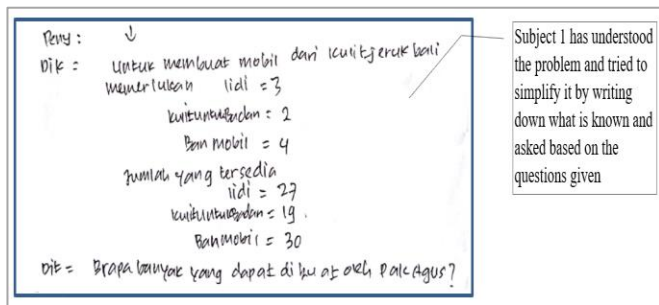 Peny :
Dik = Untuk membuat mobil dari kulit jeruk bali
memerlukan lidi = 3
kulit untuk badan = 2
Ban mobil = 4
Jumlah yang tersedia
lidi = 27
kulit untuk badan = 19
Ban mobil = 30
Dit = Brapa banyak yang dapat di buat oleh Pak Agus?
Subject 1 has understood
the problem and tried to
simplify it by writing
down what is known and
asked based on the
questions given